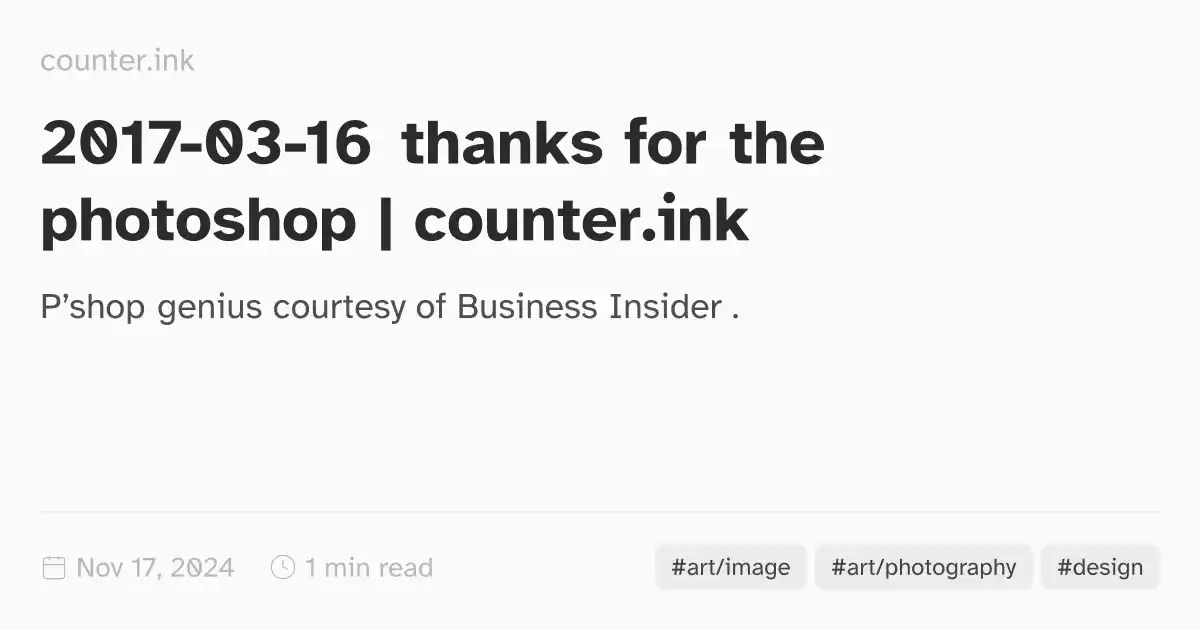 counter.ink
2017-03-16 thanks for the
photoshop | counter.ink
P’shop genius courtesy of Business Insider .
Nov 17, 2024 1 min read #art/image #art/photography #design